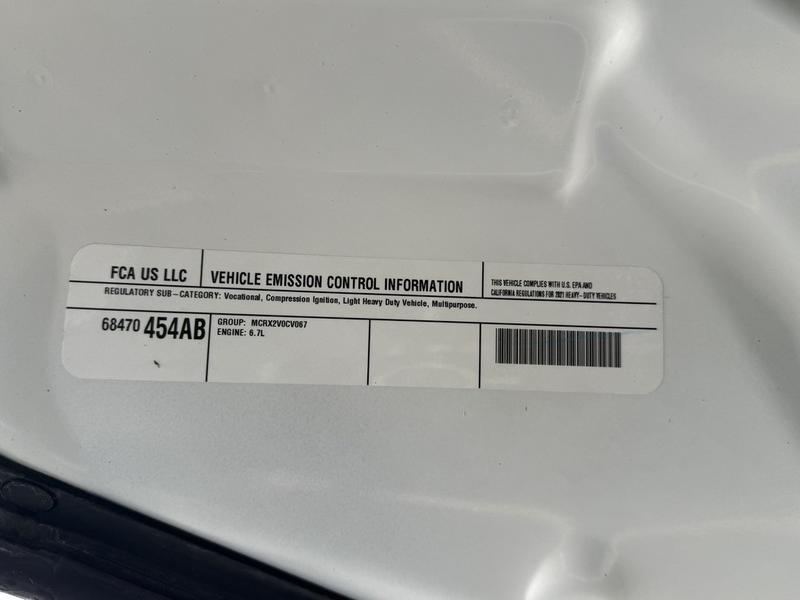 FCA US LLC
VEHICLE EMISSION CONTROL INFORMATION
THIS VEHICLE COMPLIES WITH U.S. EPA AND
CALIFORNIA REGULATIONS FOR 2021 HEAVY-DUTY VEHICLES
REGULATORY SUB-CATEGORY: Vocational, Compression Ignition, Light Heavy Duty Vehicle, Multipurpose.
68470 454AB
GROUP: MCRX2V0CV067
ENGINE: 6.7L